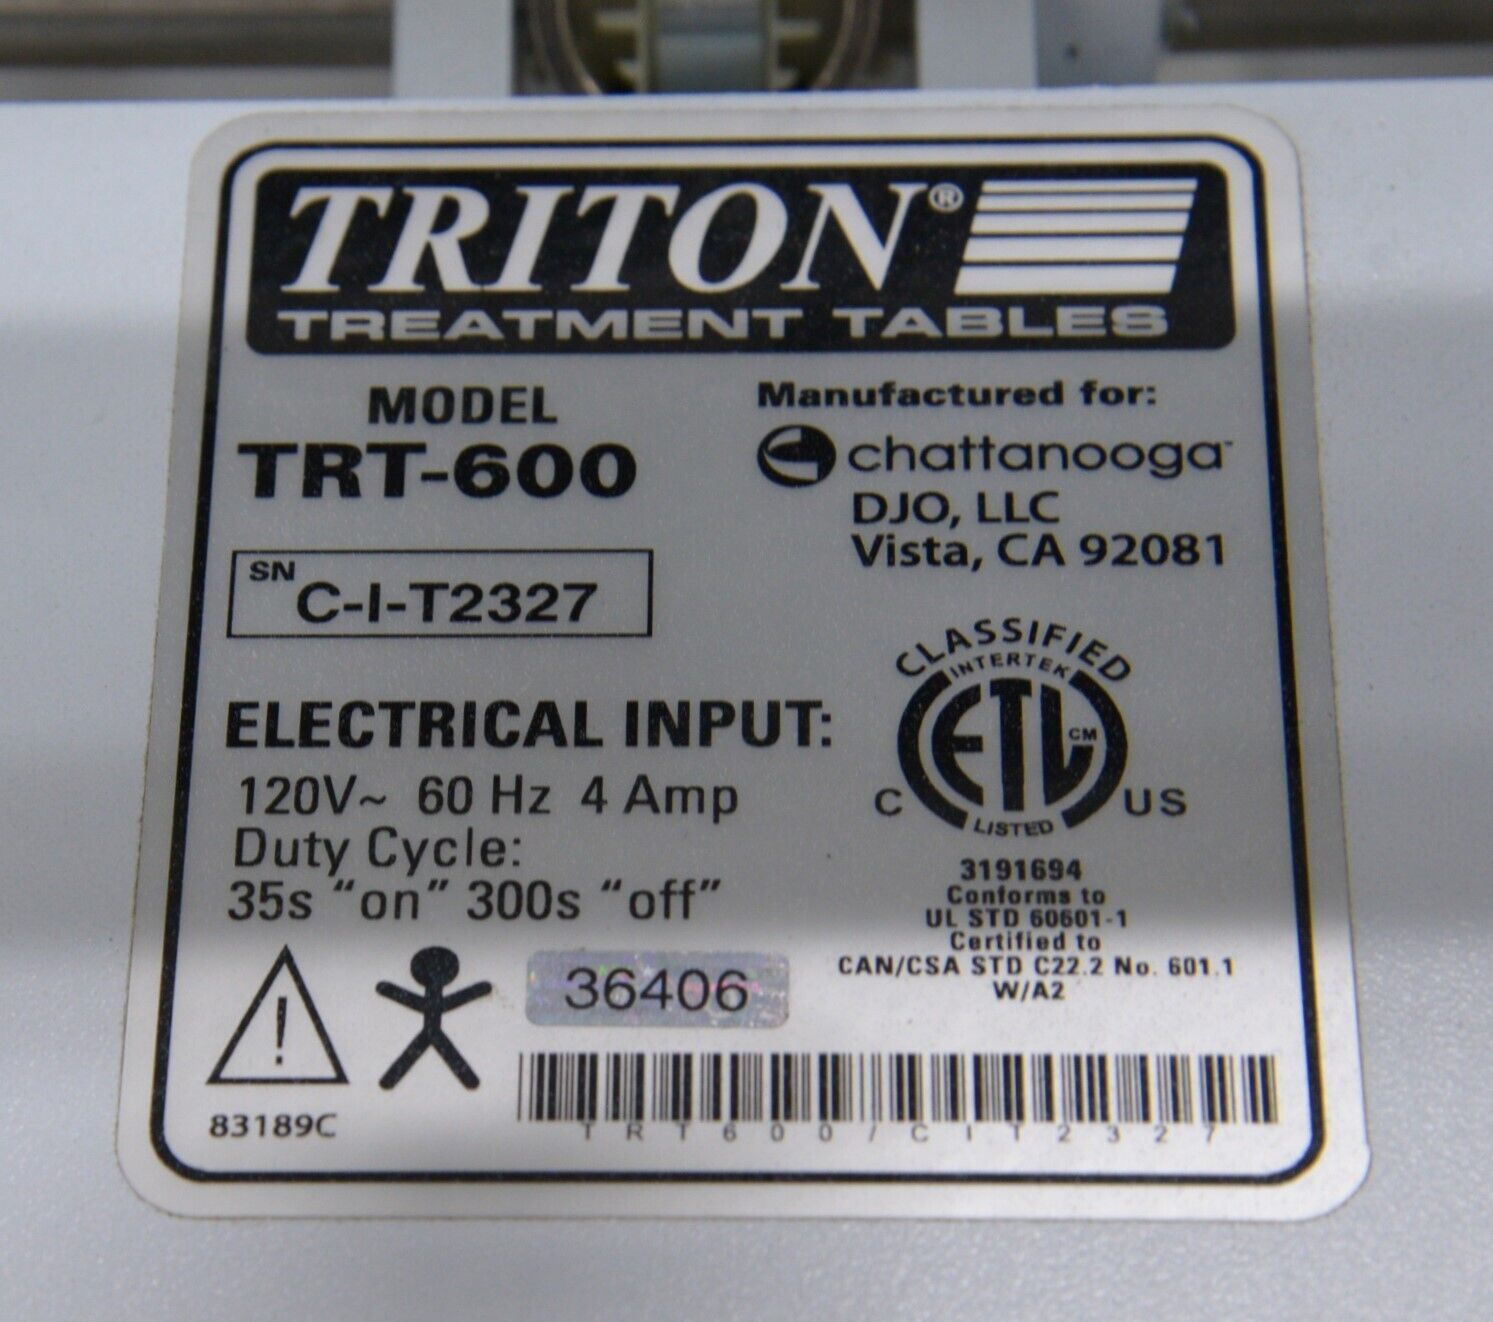 TRITON®
TREATMENT TABLES
MODEL
TRT-600
SN C-I-T2327
Manufactured for:
chattanooga™
DJO, LLC
Vista, CA 92081
ELECTRICAL INPUT:
120V~ 60 Hz 4 Amp
Duty Cycle:
35s "on" 300s "off"
CLASSIFIED
INTERTEK
ETL CM
C US
LISTED
3191694
Conforms to
UL STD 60601-1
Certified to
CAN/CSA STD C22.2 No. 601.1
W/A2
!
36406
83189C
TRT600/CIT2327